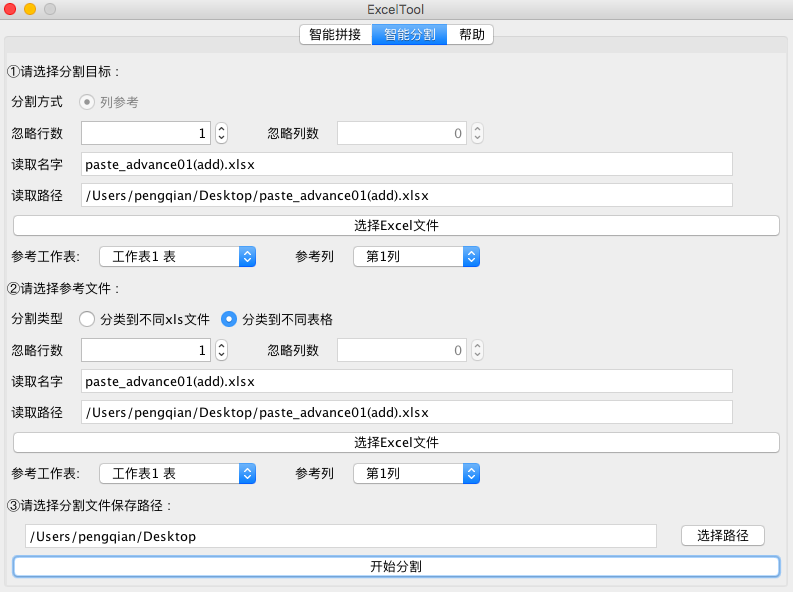 ExcelTool
智能拼接 智能分割 帮助
①请选择分割目标：
分割方式 列参考
忽略行数 1 忽略列数 0
读取名字 paste_advance01(add).xlsx
读取路径 /Users/pengqian/Desktop/paste_advance01(add).xlsx
选择Excel文件
参考工作表: 工作表1 表 参考列 第1列
②请选择参考文件：
分割类型 分类到不同xls文件 分类到不同表格
忽略行数 1 忽略列数 0
读取名字 paste_advance01(add).xlsx
读取路径 /Users/pengqian/Desktop/paste_advance01(add).xlsx
选择Excel文件
参考工作表: 工作表1 表 参考列 第1列
③请选择分割文件保存路径：
/Users/pengqian/Desktop 选择路径
开始分割